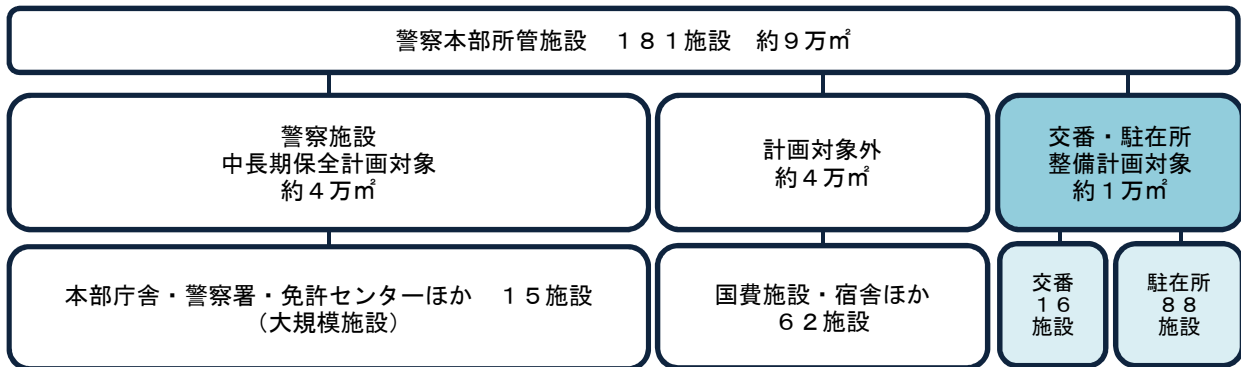 警察本部所管施設　１８１施設　約９万㎡
警察施設
中長期保全計画対象
約４万㎡
計画対象外
約４万㎡
交番・駐在所
整備計画対象
約１万㎡
本部庁舎・警察署・免許センターほか　１５施設
（大規模施設）
国費施設・宿舎ほか
６２施設
交番
１６
施設
駐在所
８８
施設